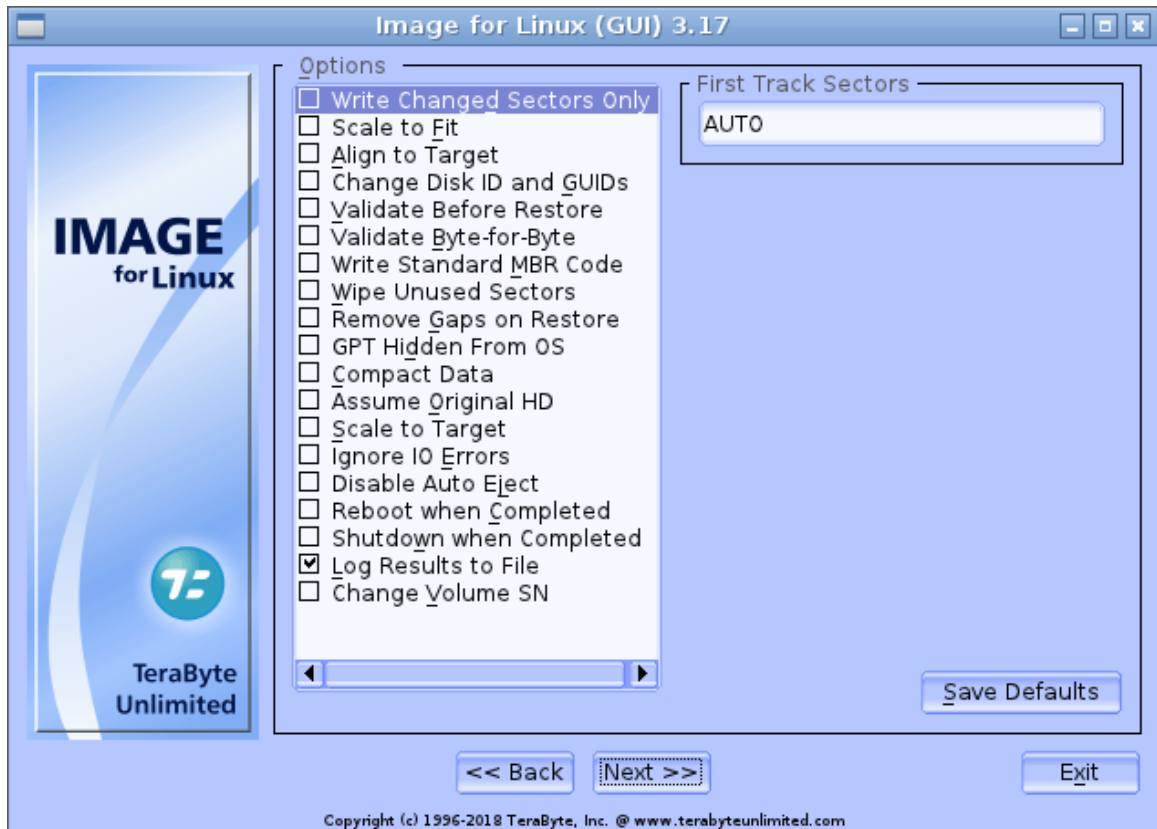 Image for Linux (GUI) 3.17
IMAGE
for Linux
TeraByte
Unlimited
Options
Write Changed Sectors Only
Scale to Fit
Align to Target
Change Disk ID and GUIDs
Validate Before Restore
Validate Byte-for-Byte
Write Standard MBR Code
Wipe Unused Sectors
Remove Gaps on Restore
GPT Hidden From OS
Compact Data
Assume Original HD
Scale to Target
Ignore IO Errors
Disable Auto Eject
Reboot when Completed
Shutdown when Completed
Log Results to File
Change Volume SN
First Track Sectors
AUTO
Save Defaults
<< Back
Next >>
Exit
Copyright (c) 1996-2018 TeraByte, Inc. @ www.terabyteunlimited.com